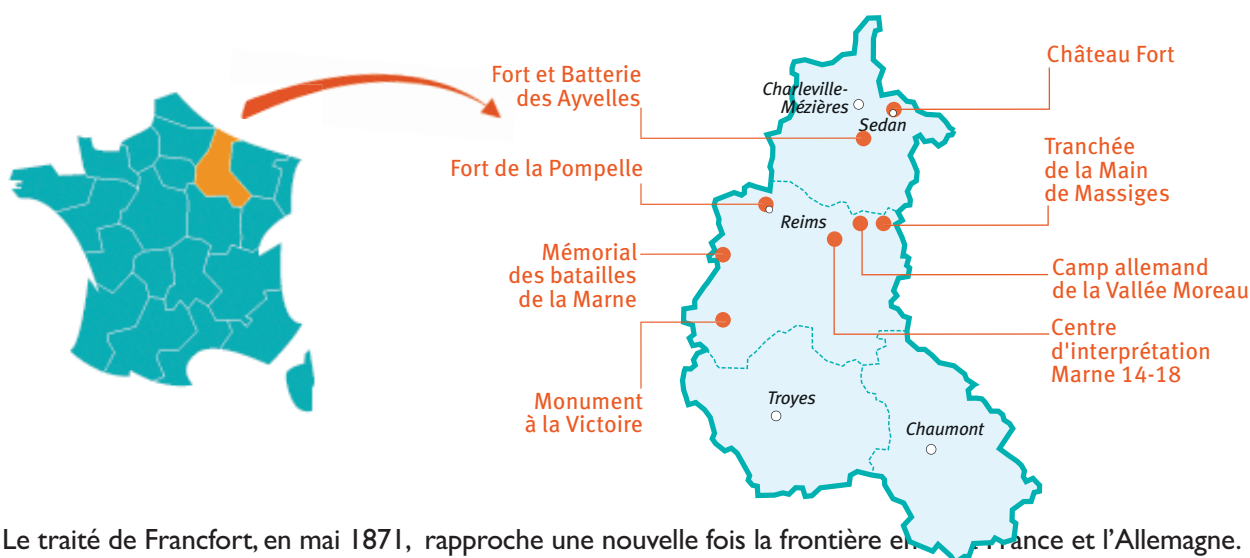 Fort et Batterie
des Ayvelles
Château Fort
Charleville-
Mézières
Sedan
Tranchée
de la Main
de Massiges
Fort de la Pompelle
Reims
Mémorial
des batailles
de la Marne
Camp allemand
de la Vallée Moreau
Centre
d'interprétation
Marne 14-18
Monument
à la Victoire
Troyes
Chaumont
Le traité de Francfort, en mai 1871, rapproche une nouvelle fois la frontière et l'Allemagne.